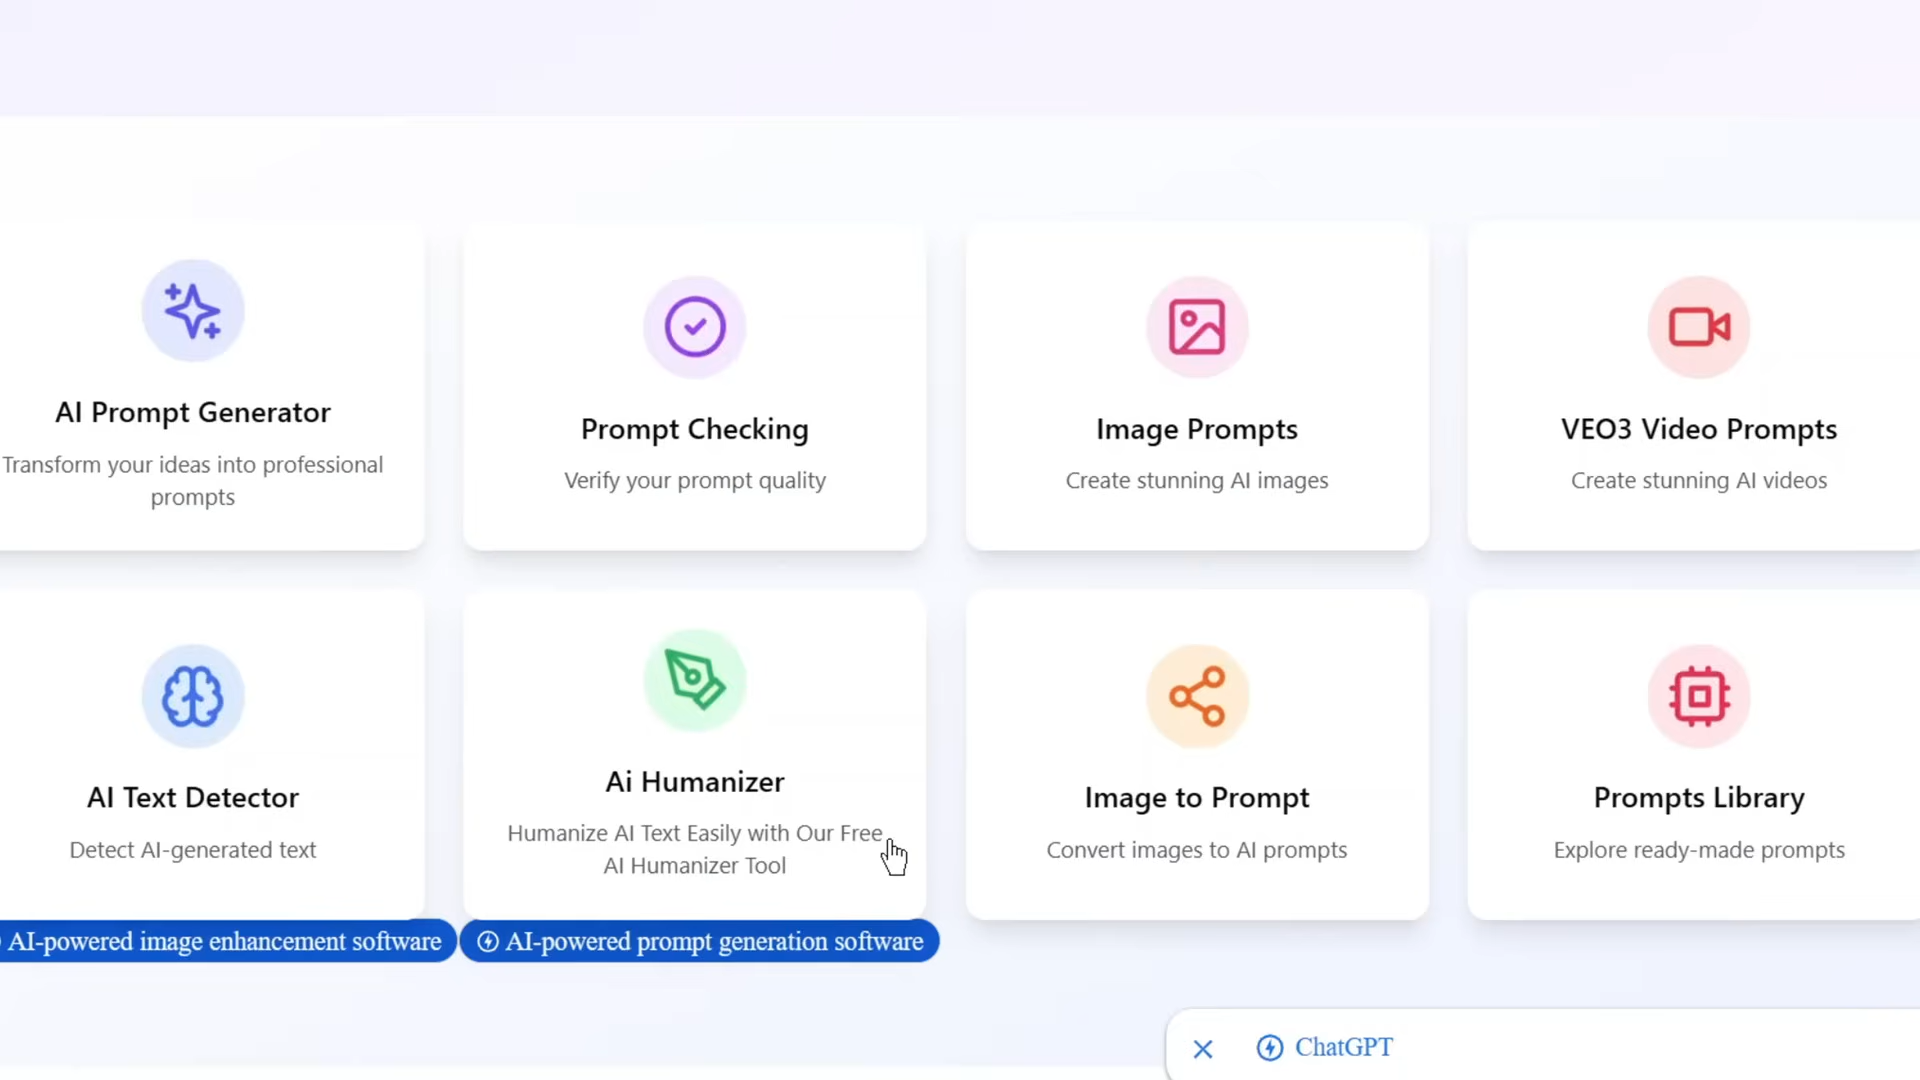 AI Prompt Generator
Transform your ideas into professional
prompts
Prompt Checking
Verify your prompt quality
Image Prompts
Create stunning AI images
VEO3 Video Prompts
Create stunning AI videos
AI Text Detector
Detect AI-generated text
Ai Humanizer
Humanize AI Text Easily with Our Free
AI Humanizer Tool
Image to Prompt
Convert images to AI prompts
Prompts Library
Explore ready-made prompts
AI-powered image enhancement software
AI-powered prompt generation software
ChatGPT